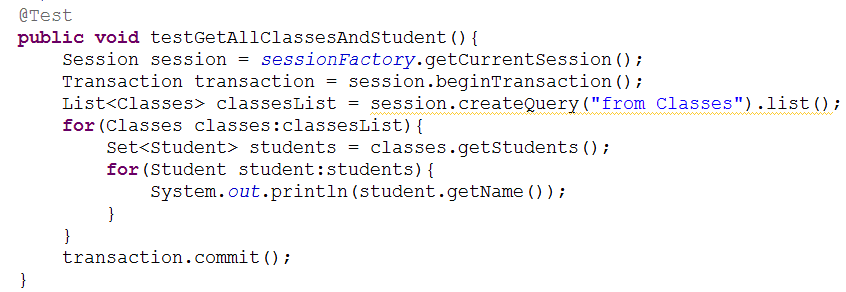 @Test
public void testGetAllClassesAndStudent(){
    Session session = sessionFactory.getCurrentSession();
    Transaction transaction = session.beginTransaction();
    List<Classes> classesList = session.createQuery("from Classes").list();
    for(Classes classes:classesList){
        Set<Student> students = classes.getStudents();
        for(Student student:students){
            System.out.println(student.getName());
        }
    }
    transaction.commit();
}